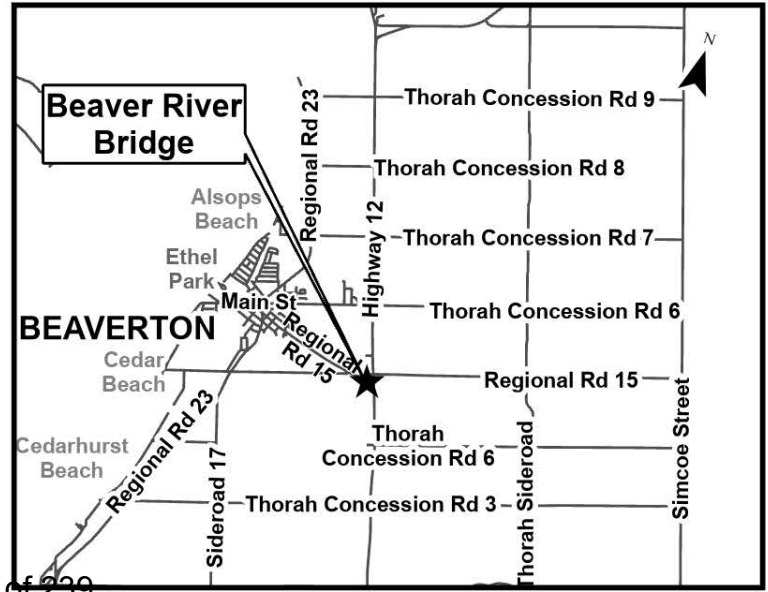 N
Thorah Concession Rd 9
Beaver River
Bridge
Regional Rd 23
Thorah Concession Rd 8
Alsops
Beach
Highway 12
Thorah Concession Rd 7
Ethel
Park
Main St
Thorah Concession Rd 6
BEAVERTON
Regional
Rd 15
Cedar
Beach
Regional Rd 15
Simcoe Street
Regional Rd 23
Thorah
Concession Rd 6
Cedarhurst
Beach
Sideroad 17
Thorah Sideroad
Thorah Concession Rd 3
of 239